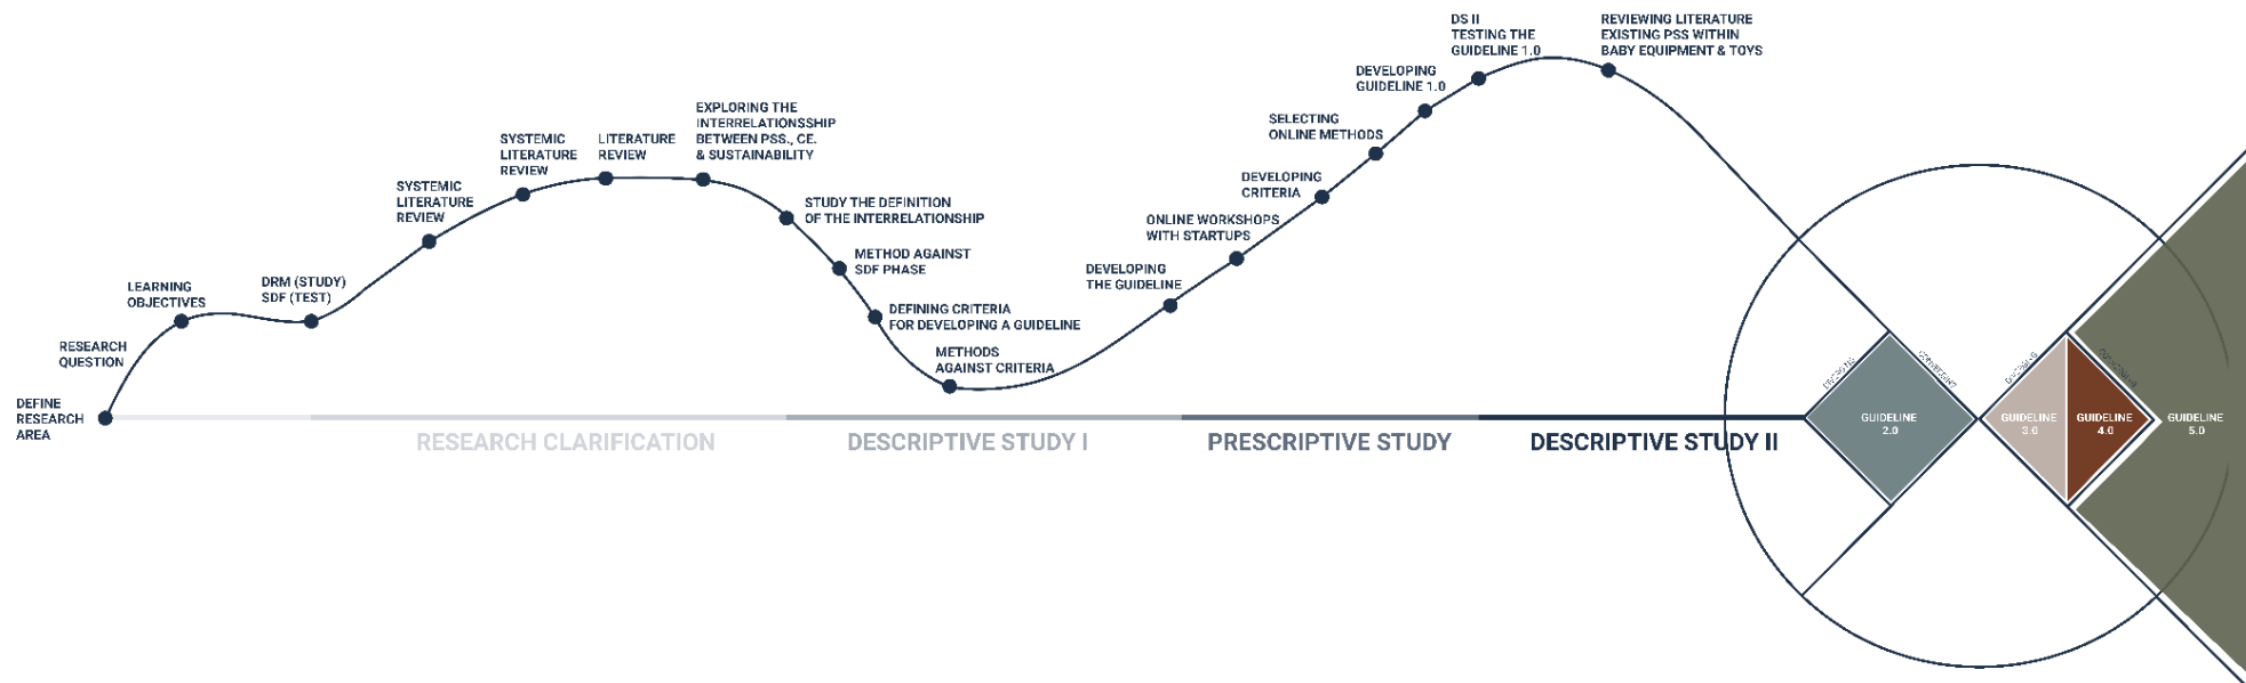 DEFINE
RESEARCH
AREA
RESEARCH
QUESTION
LEARNING
OBJECTIVES
DRM (STUDY)
SDF (TEST)
SYSTEMIC
LITERATURE
REVIEW
SYSTEMIC
LITERATURE
REVIEW
LITERATURE
REVIEW
EXPLORING THE
INTERRELATIONSSHIP
BETWEEN PSS., CE.
& SUSTAINABILITY
STUDY THE DEFINITION
OF THE INTERRELATIONSHIP
METHOD AGAINST
SDF PHASE
DEFINING CRITERIA
FOR DEVELOPING A GUIDELINE
METHODS
AGAINST CRITERIA
DEVELOPING
THE GUIDELINE
ONLINE WORKSHOPS
WITH STARTUPS
DEVELOPING
CRITERIA
SELECTING
ONLINE METHODS
DEVELOPING
GUIDELINE 1.0
DS II
TESTING THE
GUIDELINE 1.0
REVIEWING LITERATURE
EXISTING PSS WITHIN
BABY EQUIPMENT & TOYS
RESEARCH CLARIFICATION
DESCRIPTIVE STUDY I
PRESCRIPTIVE STUDY
DESCRIPTIVE STUDY II
GUIDELINE
2.0
GUIDELINE
3.0
GUIDELINE
4.0
GUIDELINE
5.0